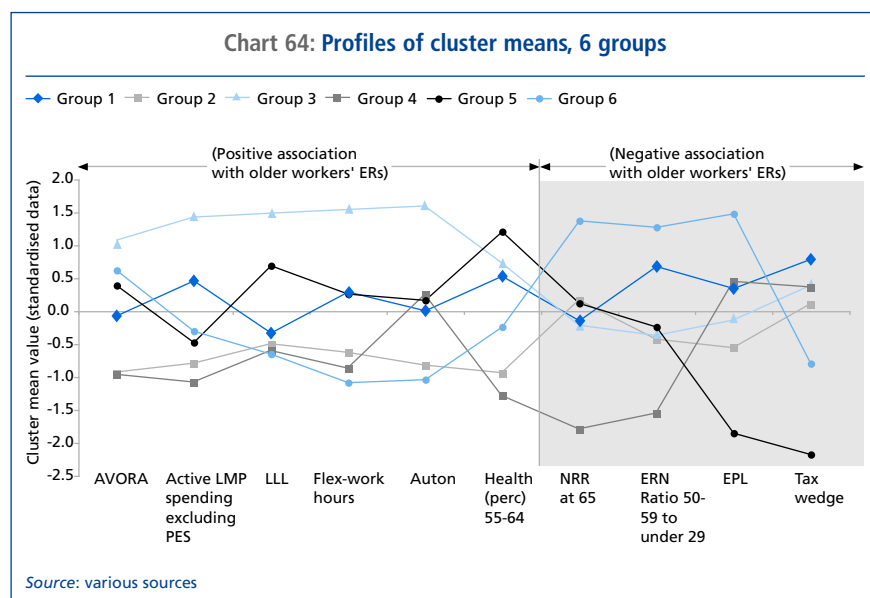 Chart 64: Profiles of cluster means, 6 groups
Group 1 Group 2 Group 3 Group 4 Group 5 Group 6
(Positive association
with older workers' ERs)
(Negative association
with older workers' ERs)
Cluster mean value (standardised data)
2.0
1.5
1.0
0.5
0.0
-0.5
-1.0
-1.5
-2.0
-2.5
AVORA
Active LMP
spending
excluding
PES
LLL
Flex-work
hours
Auton
Health
(perc)
55-64
NRR
at 65
ERN
Ratio 50-
59 to
under 29
EPL
Tax
wedge
Source: various sources